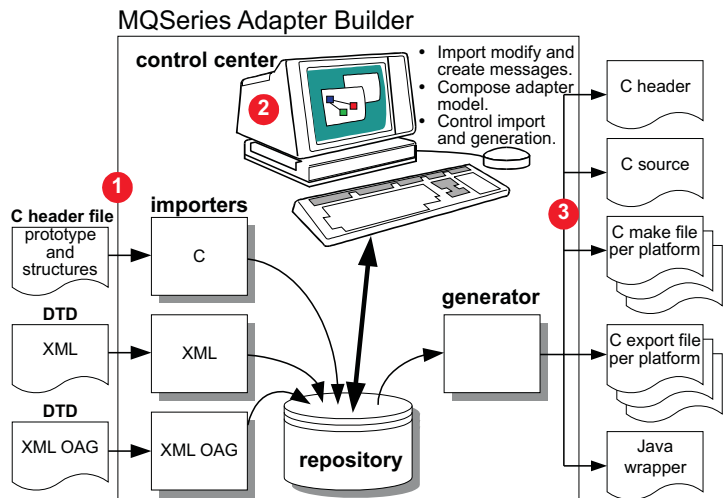 MQSeries Adapter Builder
control center
• Import modify and
create messages.
• Compose adapter
model.
• Control import
and generation.
2
1
3
C header file
prototype
and
structures
DTD
XML
DTD
XML OAG
importers
C
XML
XML OAG
repository
generator
C header
C source
C make file
per platform
C export file
per platform
Java
wrapper